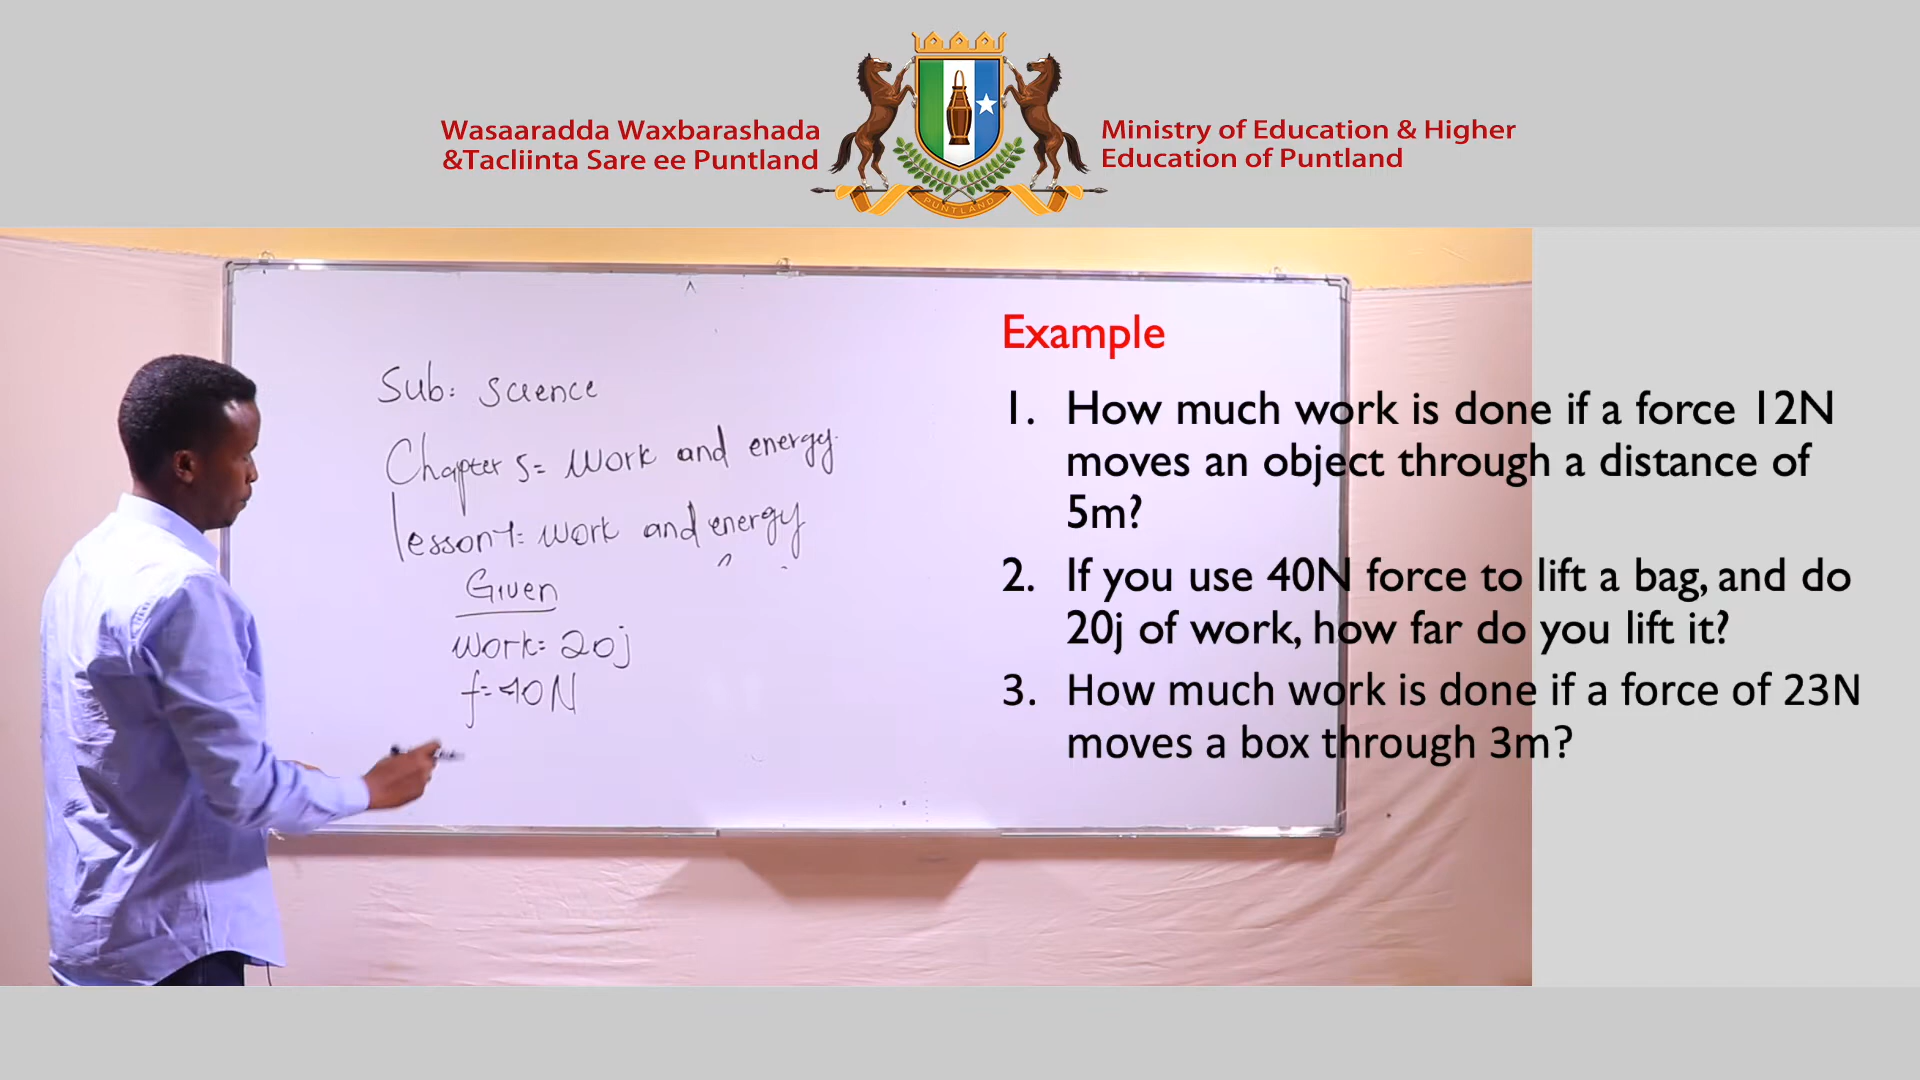 Wasaaradda Waxbarashada
&Tacliinta Sare ee Puntland
Ministry of Education & Higher
Education of Puntland
PUNTLAND
Sub: Science
Chapter 5= Work and energy.
lesson1= work and energy
Given
Work= 20j
f= 40N
Example
1. How much work is done if a force 12N
moves an object through a distance of
5m?
2. If you use 40N force to lift a bag, and do
20j of work, how far do you lift it?
3. How much work is done if a force of 23N
moves a box through 3m?